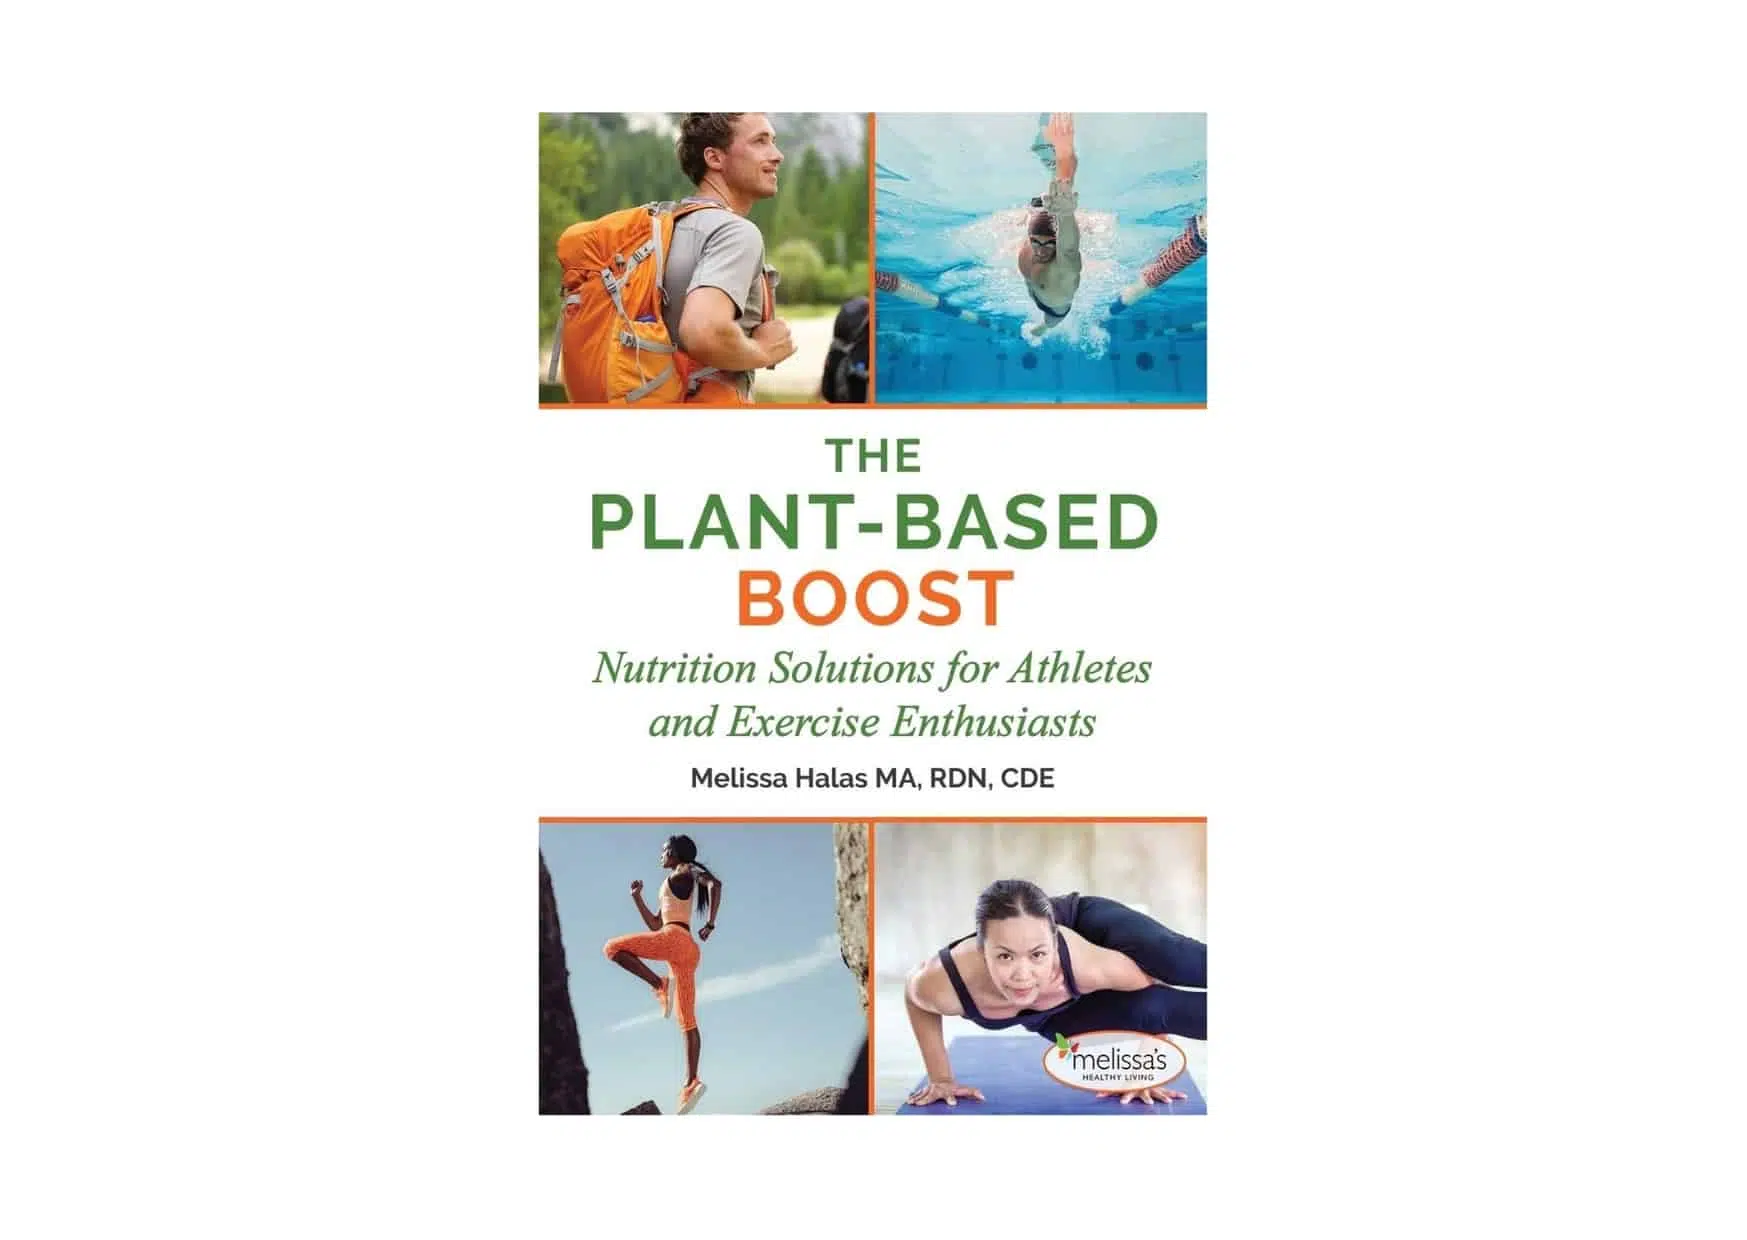 THE
PLANT-BASED
BOOST
Nutrition Solutions for Athletes
and Exercise Enthusiasts
Melissa Halas MA, RDN, CDE
melissa's
HEALTHY LIVING